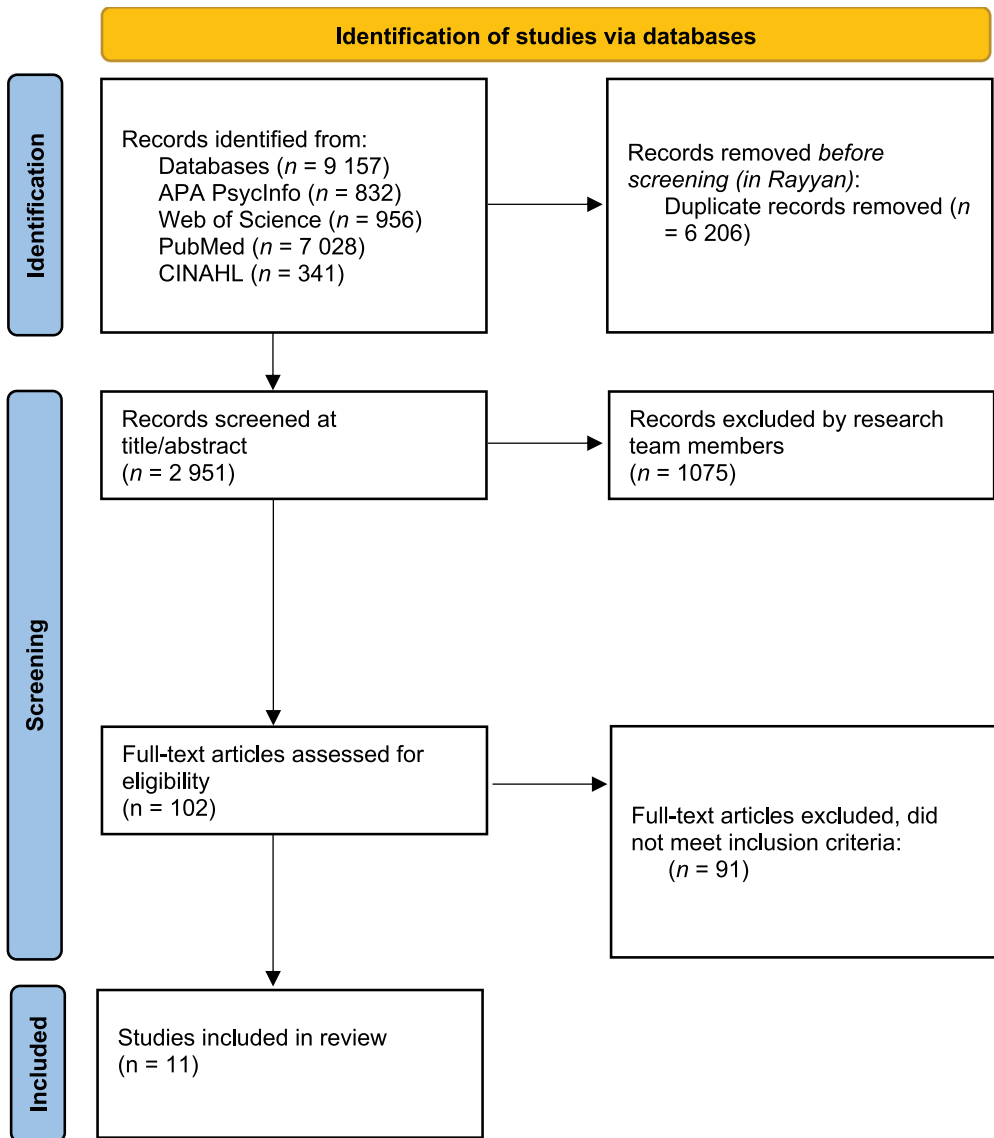 Identification of studies via databases
Identification
Records identified from:
Databases (n = 9 157)
APA PsycInfo (n = 832)
Web of Science (n = 956)
PubMed (n = 7 028)
CINAHL (n = 341)
Records removed before
screening (in Rayyan):
Duplicate records removed (n
= 6 206)
Screening
Records screened at
title/abstract
(n = 2 951)
Records excluded by research
team members
(n = 1075)
Full-text articles assessed for
eligibility
(n = 102)
Full-text articles excluded, did
not meet inclusion criteria:
(n = 91)
Included
Studies included in review
(n = 11)